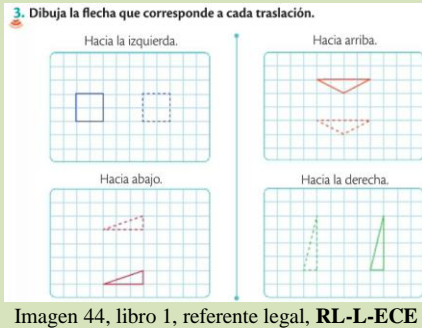 3. Dibuja la flecha que corresponde a cada traslación.
Hacia la izquierda.
Hacia arriba.
Hacia abajo.
Hacia la derecha.
Imagen 44, libro 1, referente legal, RL-L-ECE